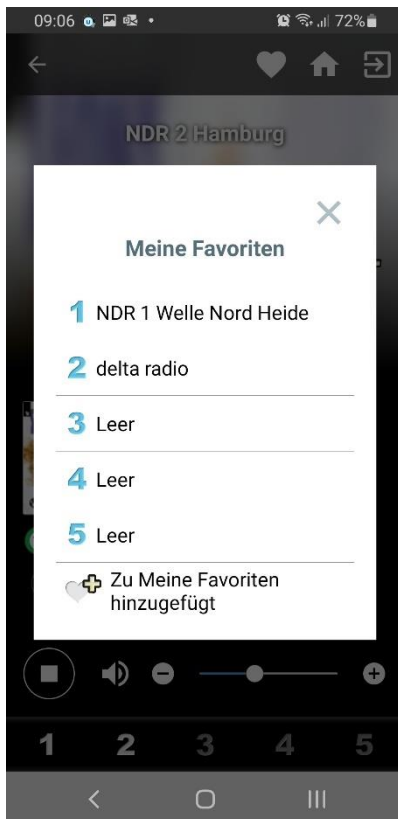 09:06 72%
NDR 2 Hamburg
Meine Favoriten
1 NDR 1 Welle Nord Heide
2 delta radio
3 Leer
4 Leer
5 Leer
Zu Meine Favoriten
hinzugefügt
1 2 3 4 5